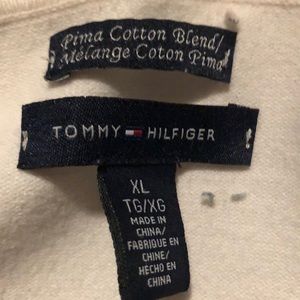 Pima Cotton Blend/
Mélange Coton Pima
TOMMY HILFIGER
XL
TG/XG
MADE IN
CHINA/
FABRIQUE EN
CHINE/
HECHO EN
CHINA